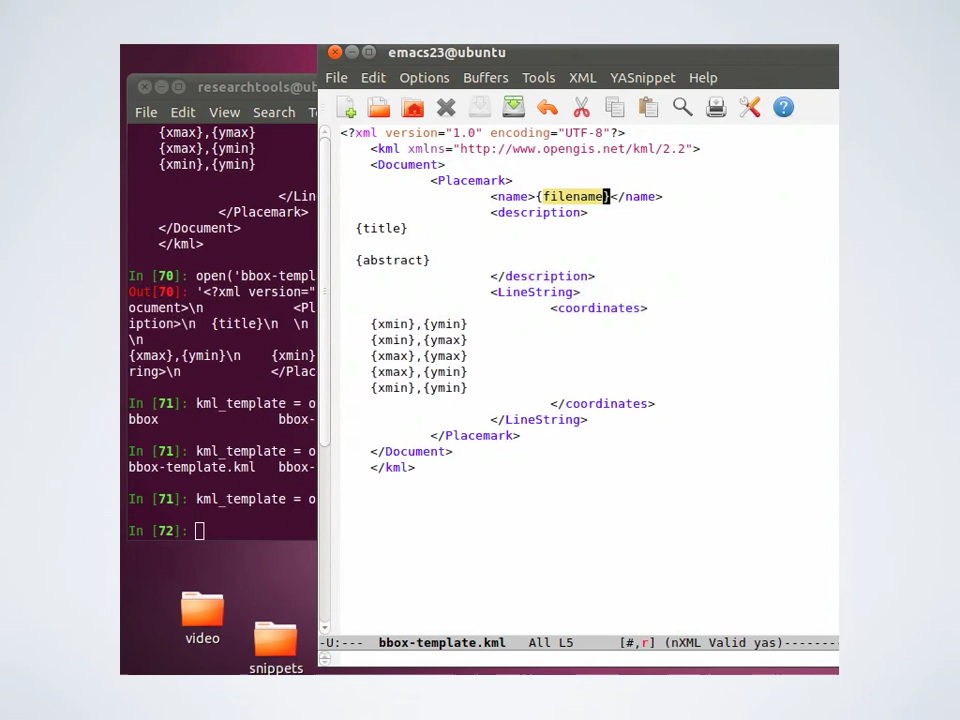 researchtools@ub
File Edit View Search T
{xmax},{ymax}
{xmax},{ymin}
{xmin},{ymin}
</Lin
</Placemark>
</Document>
</kml>
In [70]: open('bbox-templ
Out[70]: '<?xml version="
ocument>\n <Pl
iption>\n {title}\n \n
\n
{xmax},{ymin}\n {xmin}
ring>\n </Plac
In [71]: kml_template = o
bbox bbox-
In [71]: kml_template = o
bbox-template.kml bbox-
In [71]: kml_template = o
In [72]:
video
snippets
emacs23@ubuntu
File Edit Options Buffers Tools XML YASnippet Help
<?xml version="1.0" encoding="UTF-8"?>
<kml xmlns="http://www.opengis.net/kml/2.2">
<Document>
<Placemark>
<name>{filename}</name>
<description>
{title}
{abstract}
</description>
<LineString>
<coordinates>
{xmin},{ymin}
{xmin},{ymax}
{xmax},{ymax}
{xmax},{ymin}
{xmin},{ymin}
</coordinates>
</LineString>
</Placemark>
</Document>
</kml>
-U:--- bbox-template.kml All L5 [#,r] (nXML Valid yas)-------